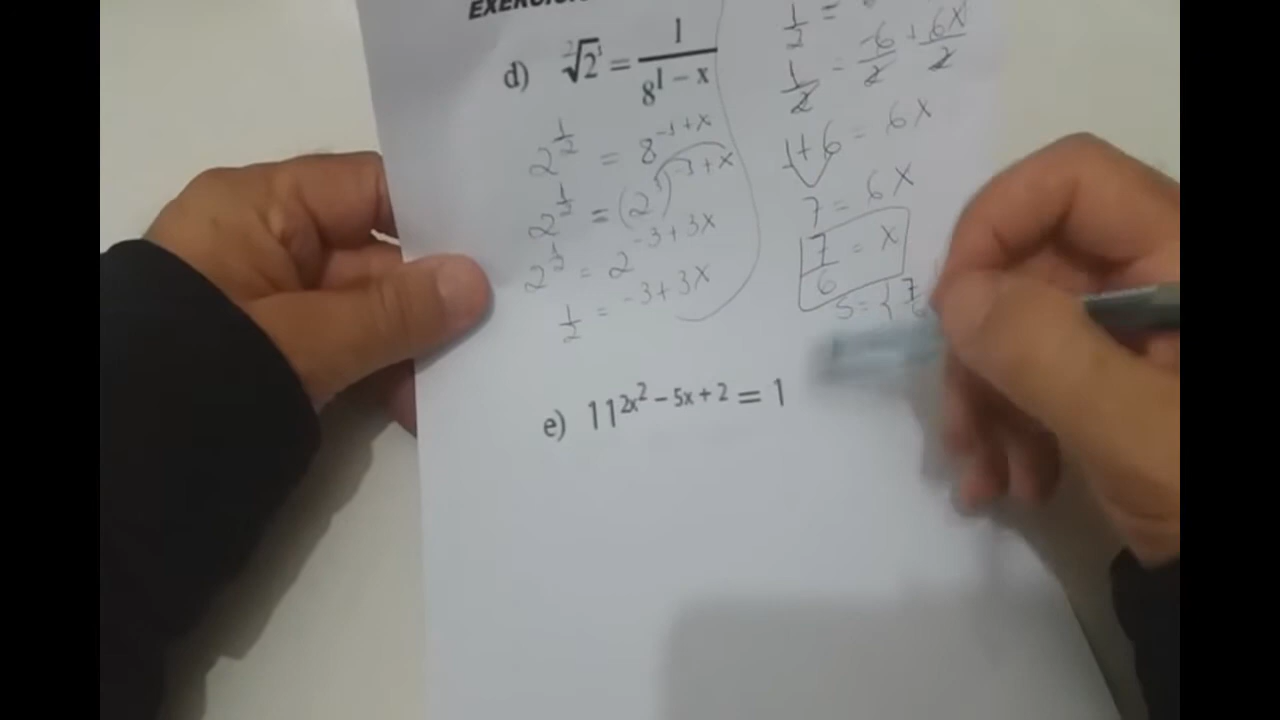 d) ²√2¹ = 1 / 8^(1 – x)
2^(1/2) = 8^(-1+x)
2^(1/2) = (2³)^(-1+x)
2^(1/2) = 2^(-3+3x)
1/2 = -3+3x
1/2 =
1/2 = -6/2 + 6x/2
1+6 = 6x
7 = 6x
7/6 = x
S = { 7/6
e) 11^(2x² – 5x + 2) = 1